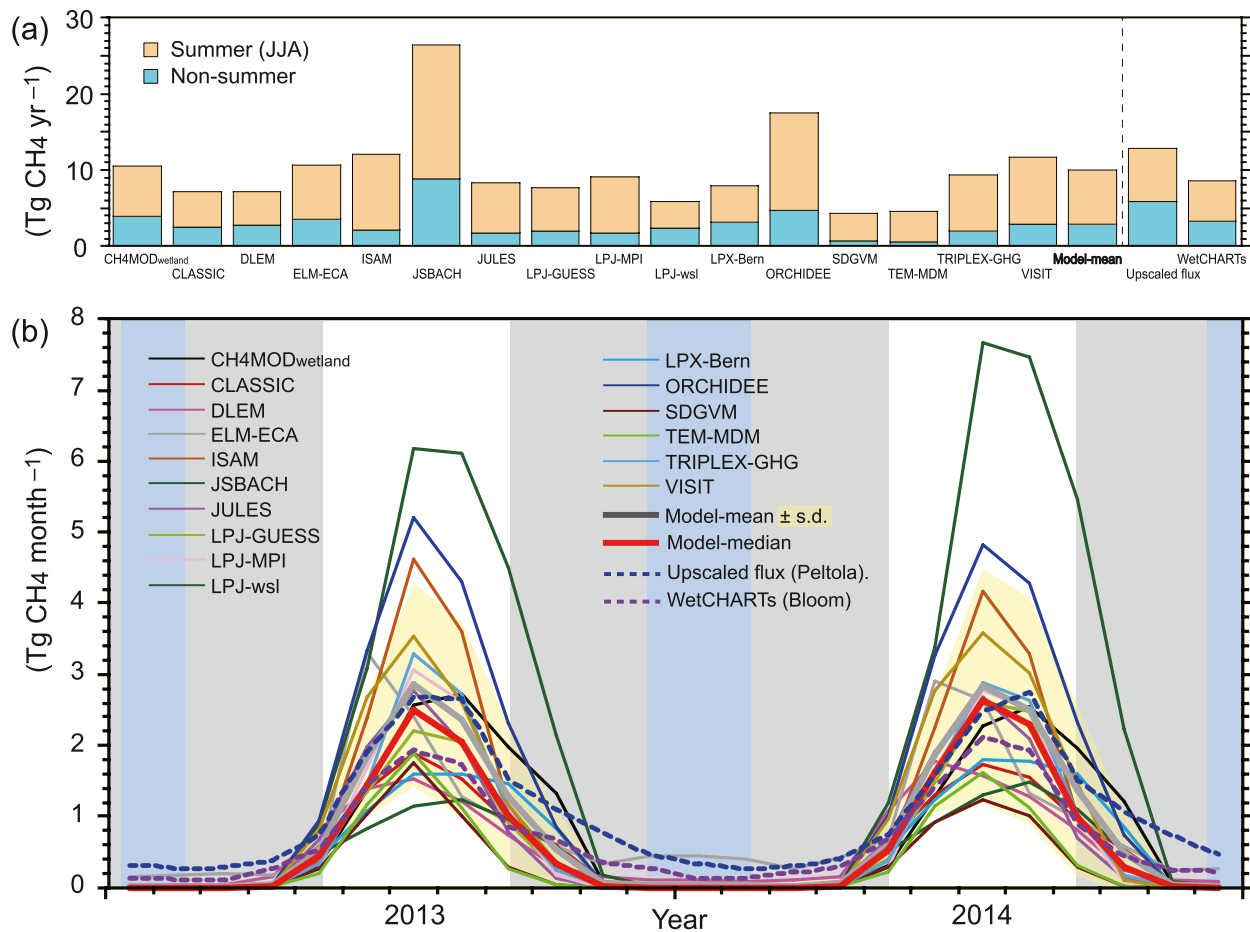 (a)
(Tg CH4 yr−1)
30
20
10
0
Summer (JJA)
Non-summer
CH4MODwetland
CLASSIC
DLEM
ELM-ECA
ISAM
JSBACH
JULES
LPJ-GUESS
LPJ-MPI
LPJ-wsl
LPX-Bern
ORCHIDEE
SDGVM
TEM-MDM
TRIPLEX-GHG
VISIT
Model-mean
Upscaled flux
WetCHARTs
(b)
(Tg CH4 month−1)
8
7
6
5
4
3
2
1
0
CH4MODwetland
CLASSIC
DLEM
ELM-ECA
ISAM
JSBACH
JULES
LPJ-GUESS
LPJ-MPI
LPJ-wsl
LPX-Bern
ORCHIDEE
SDGVM
TEM-MDM
TRIPLEX-GHG
VISIT
Model-mean ± s.d.
Model-median
Upscaled flux (Peltola).
WetCHARTs (Bloom)
2013
Year
2014